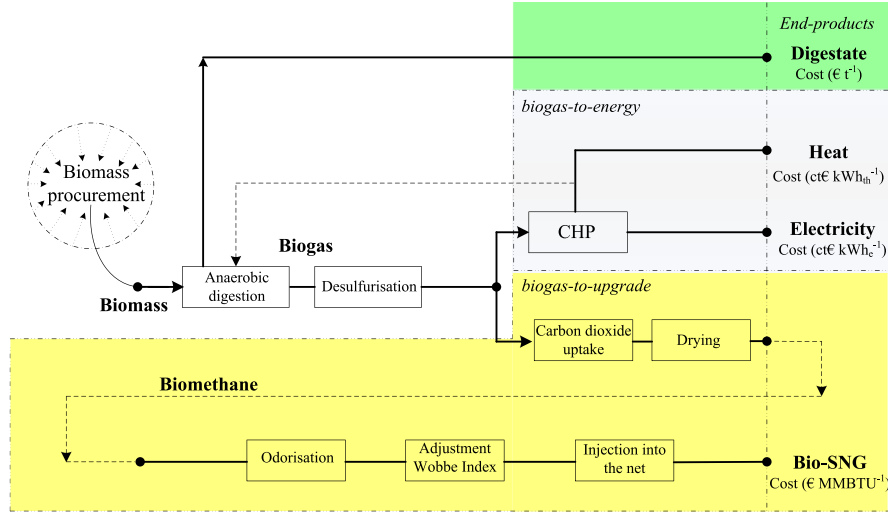 End-products
Digestate
Cost (€ t⁻¹)
biogas-to-energy
Biomass
procurement
Heat
Cost (ct€ kWhₜₕ⁻¹)
CHP
Electricity
Cost (ct€ kWhₑ⁻¹)
Biogas
Anaerobic
digestion
Desulfurisation
Biomass
biogas-to-upgrade
Carbon dioxide
uptake
Drying
Biomethane
Odorisation
Adjustment
Wobbe Index
Injection into
the net
Bio-SNG
Cost (€ MMBTU⁻¹)